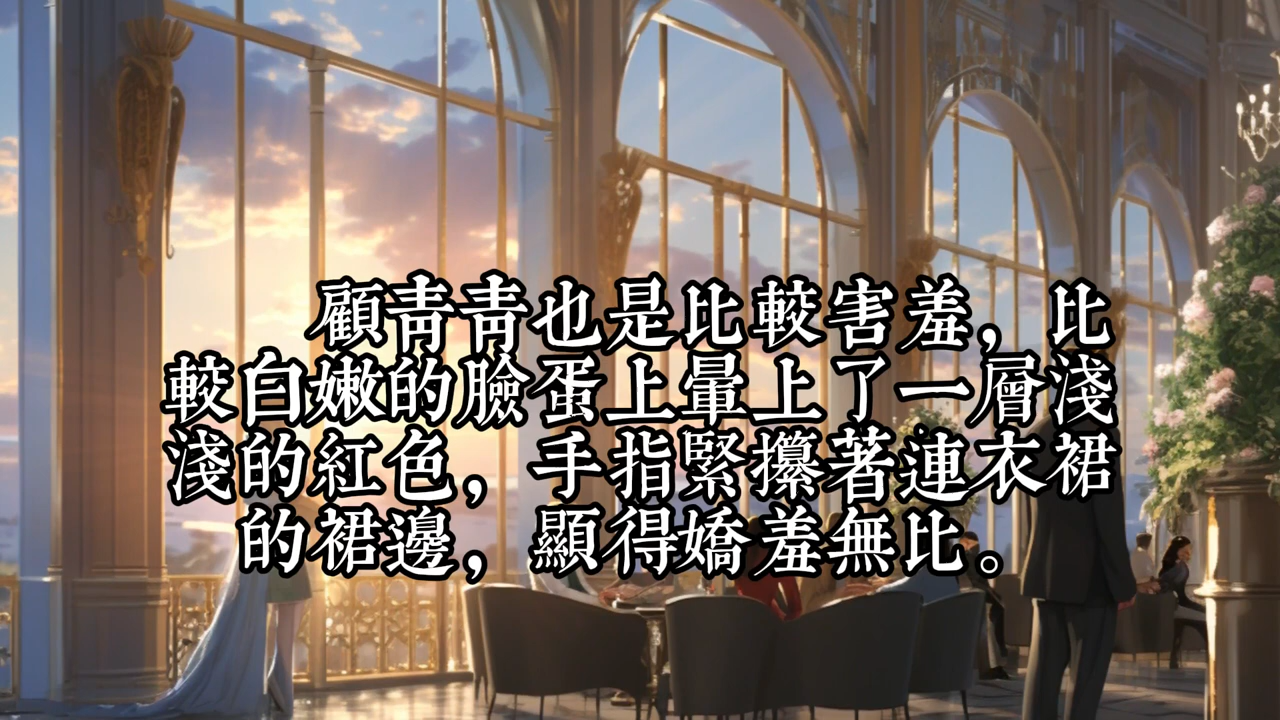 顧青青也是比較害羞，比
較白嫩的臉蛋上暈上了一層淺
淺的紅色，手指緊攥著連衣裙
的裙邊，顯得嬌羞無比。